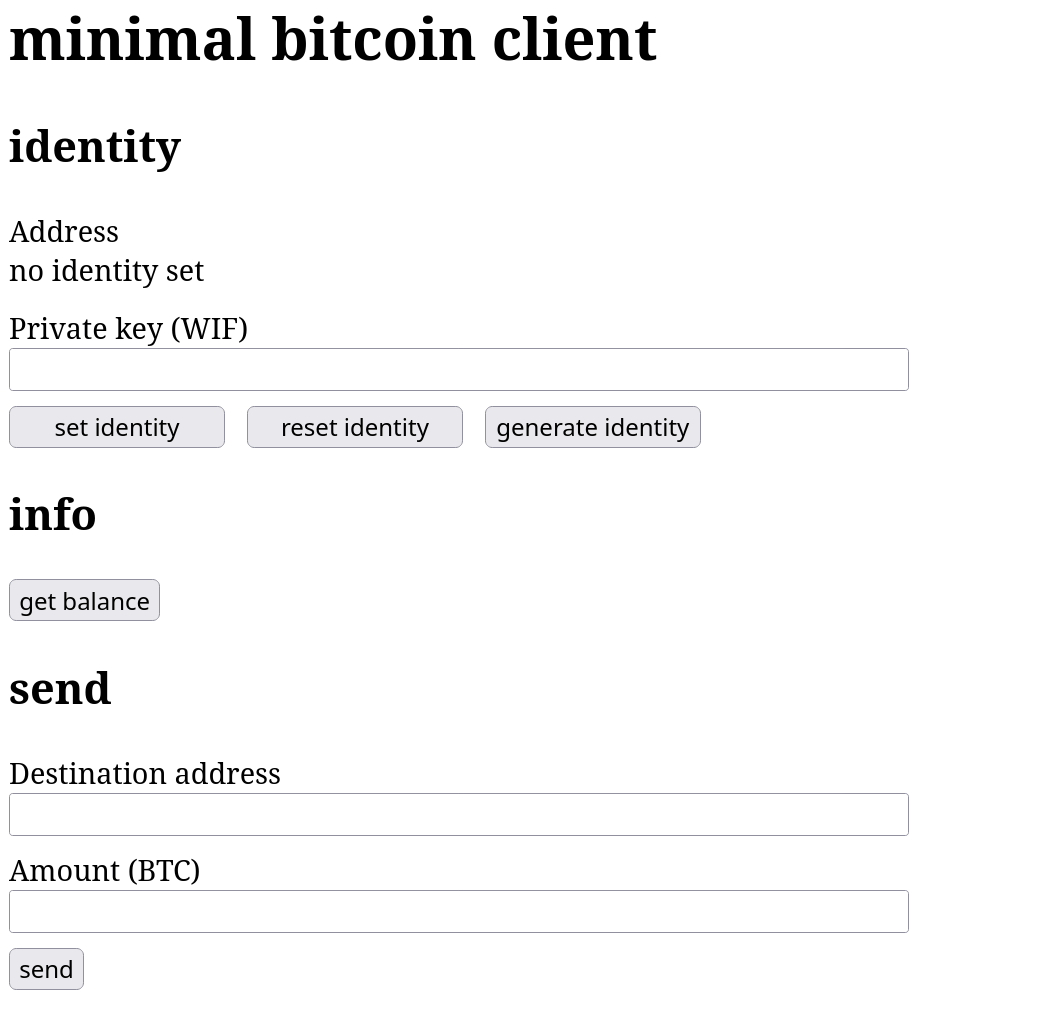 minimal bitcoin client
identity
Address
no identity set
Private key (WIF)
set identity reset identity generate identity
info
get balance
send
Destination address
Amount (BTC)
send